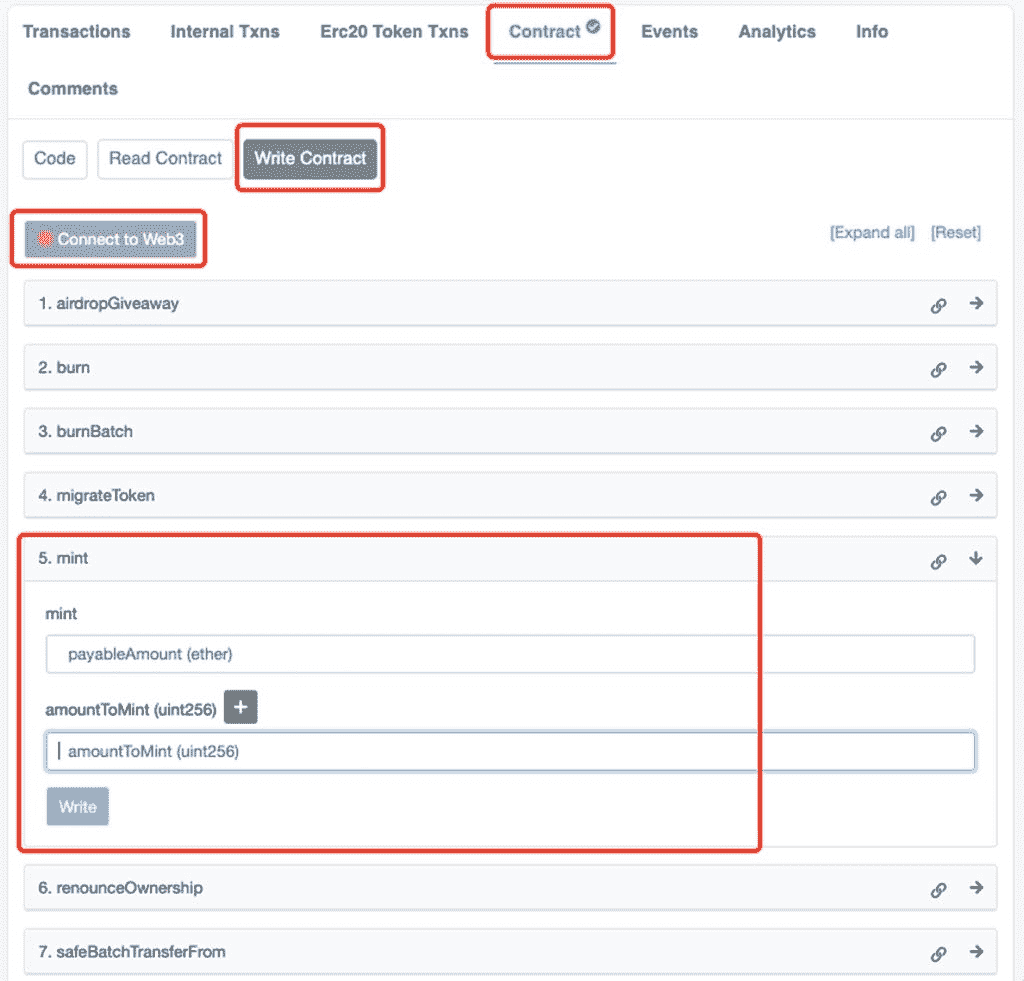 Transactions Internal Txns Erc20 Token Txns Contract Events Analytics Info
Comments
Code Read Contract Write Contract
Connect to Web3 [Expand all] [Reset]
1. airdropGiveaway
2. burn
3. burnBatch
4. migrateToken
5. mint
mint
payableAmount (ether)
amountToMint (uint256) +
amountToMint (uint256)
Write
6. renounceOwnership
7. safeBatchTransferFrom